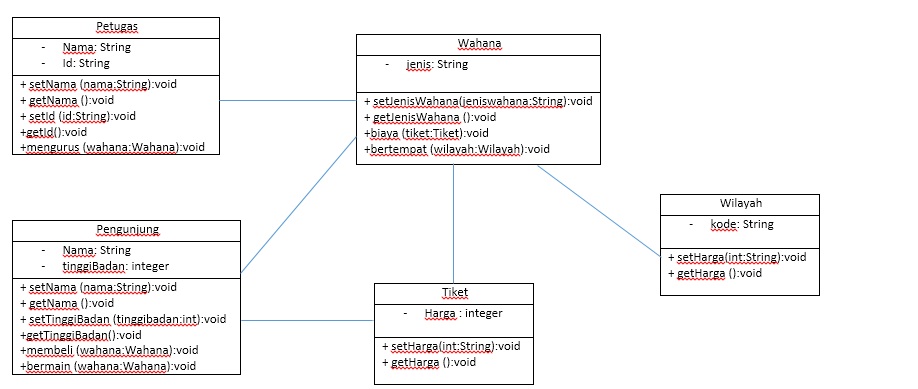 Petugas
- Nama: String
- Id: String
+ setNama (nama:String):void
+ getNama ():void
+ setId (id:String):void
+getId():void
+mengurus (wahana:Wahana):void
Wahana
- jenis: String
+ setJenisWahana(jeniswahana:String):void
+ getJenisWahana ():void
+biaya (tiket:Tiket):void
+bertempat (wilayah:Wilayah):void
Pengunjung
- Nama: String
- tinggiBadan: integer
+ setNama (nama:String):void
+ getNama ():void
+ setTinggiBadan (tinggibadan:int):void
+getTinggiBadan():void
+membeli (wahana:Wahana):void
+bermain (wahana:Wahana):void
Tiket
- Harga : integer
+ setHarga(int:String):void
+ getHarga ():void
Wilayah
- kode: String
+ setHarga(int:String):void
+ getHarga ():void